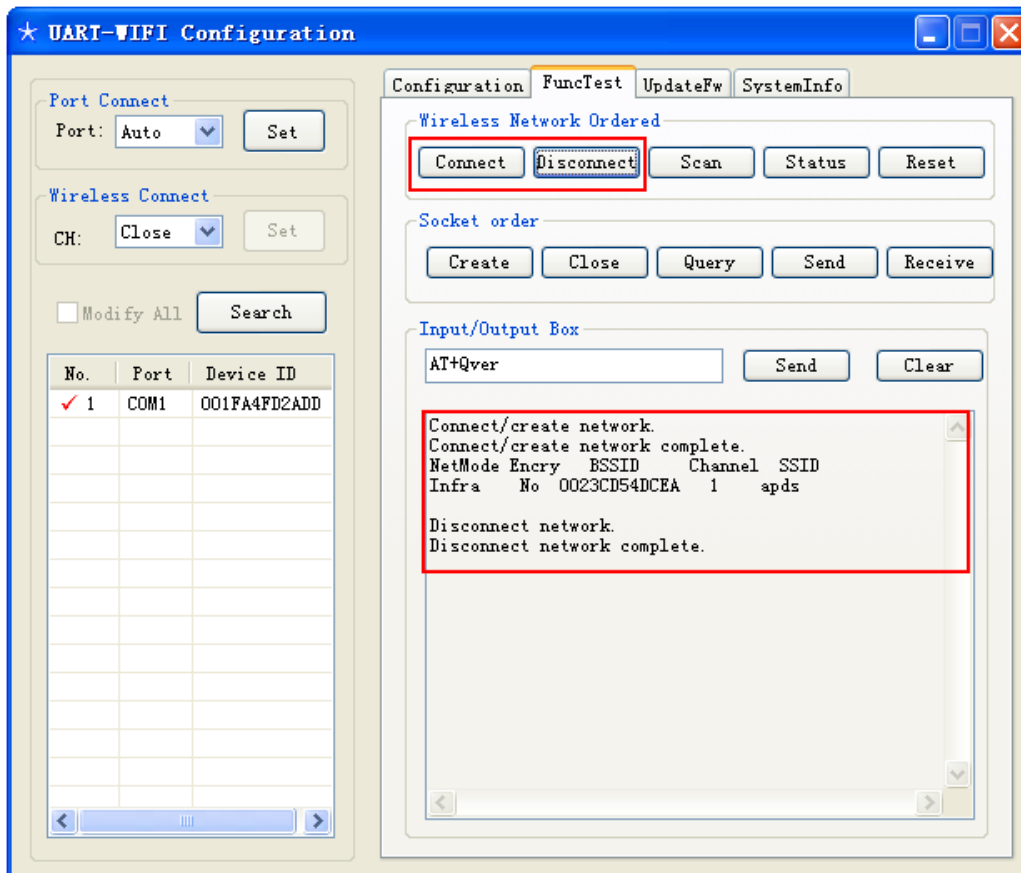 UART-WIFI Configuration
Port Connect
Port: Auto Set
Wireless Connect
CH: Close Set
Modify All Search
No. Port Device ID
1 COM1 001FA4FD2ADD
Configuration FuncTest UpdateFw SystemInfo
Wireless Network Ordered
Connect Disconnect Scan Status Reset
Socket order
Create Close Query Send Receive
Input/Output Box
AT+Qver Send Clear
Connect/create network.
Connect/create network complete.
NetMode Encry BSSID Channel SSID
Infra No 0023CD54DCEA 1 apds
Disconnect network.
Disconnect network complete.